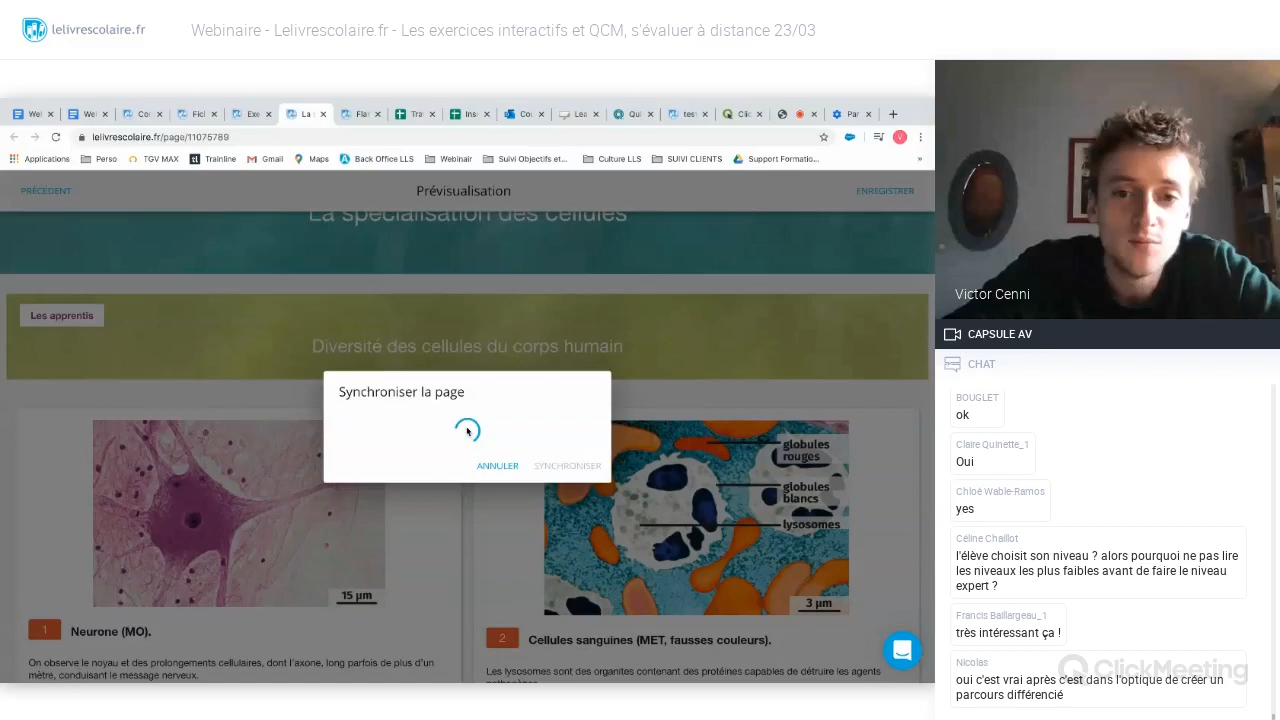 lelivrescolaire.fr
Webinaire - Lelivrescolaire.fr - Les exercices interactifs et QCM, s'évaluer à distance 23/03
lelivrescolaire.fr/page/11075789
Applications Perso TGV MAX Trainline Gmail Maps Back Office LLS Webinair Suivi Objectifs et... Culture LLS SUIVI CLIENTS Support Formatio...
PRÉCÉDENT Prévisualisation ENREGISTRER
La spécialisation des cellules
Les apprentis
Diversité des cellules du corps humain
Synchroniser la page
ANNULER SYNCHRONISER
globules
rouges
globules
blancs
lysosomes
15 µm
3 µm
1 Neurone (MO).
On observe le noyau et des prolongements cellulaires, dont l'axone, long parfois de plus d'un
mètre, conduisant le message nerveux.
2 Cellules sanguines (MET, fausses couleurs).
Les lysosomes sont des organites contenant des protéines capables de détruire les agents
Victor Cenni
CAPSULE AV
CHAT
BOUGLET
ok
Claire Quinette_1
Oui
Chloé Wable-Ramos
yes
Céline Chaillot
l'élève choisit son niveau ? alors pourquoi ne pas lire
les niveaux les plus faibles avant de faire le niveau
expert ?
Francis Baillargeau_1
très intéressant ça !
Nicolas
oui c'est vrai après c'est dans l'optique de créer un
parcours différencié
ClickMeeting